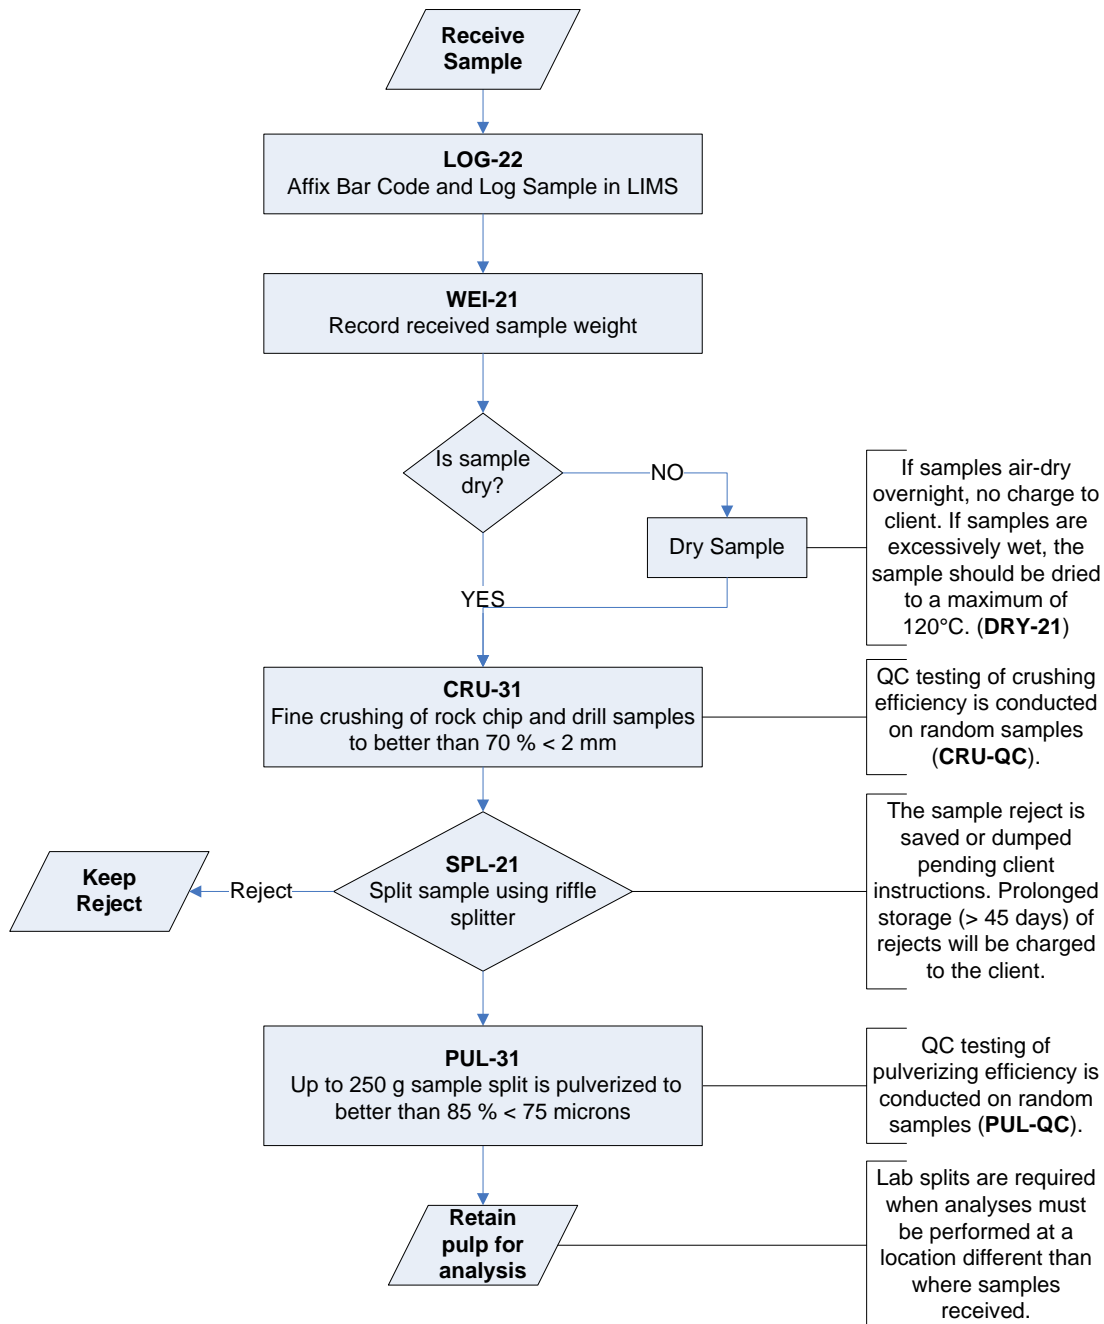 Receive
Sample
LOG-22
Affix Bar Code and Log Sample in LIMS
WEI-21
Record received sample weight
Is sample
dry?
NO
Dry Sample
If samples air-dry
overnight, no charge to
client. If samples are
excessively wet, the
sample should be dried
to a maximum of
120°C. (DRY-21)
YES
CRU-31
Fine crushing of rock chip and drill samples
to better than 70 % < 2 mm
QC testing of crushing
efficiency is conducted
on random samples
(CRU-QC).
Keep
Reject
Reject
SPL-21
Split sample using riffle
splitter
The sample reject is
saved or dumped
pending client
instructions. Prolonged
storage (> 45 days) of
rejects will be charged
to the client.
PUL-31
Up to 250 g sample split is pulverized to
better than 85 % < 75 microns
QC testing of
pulverizing efficiency is
conducted on random
samples (PUL-QC).
Retain
pulp for
analysis
Lab splits are required
when analyses must
be performed at a
location different than
where samples
received.